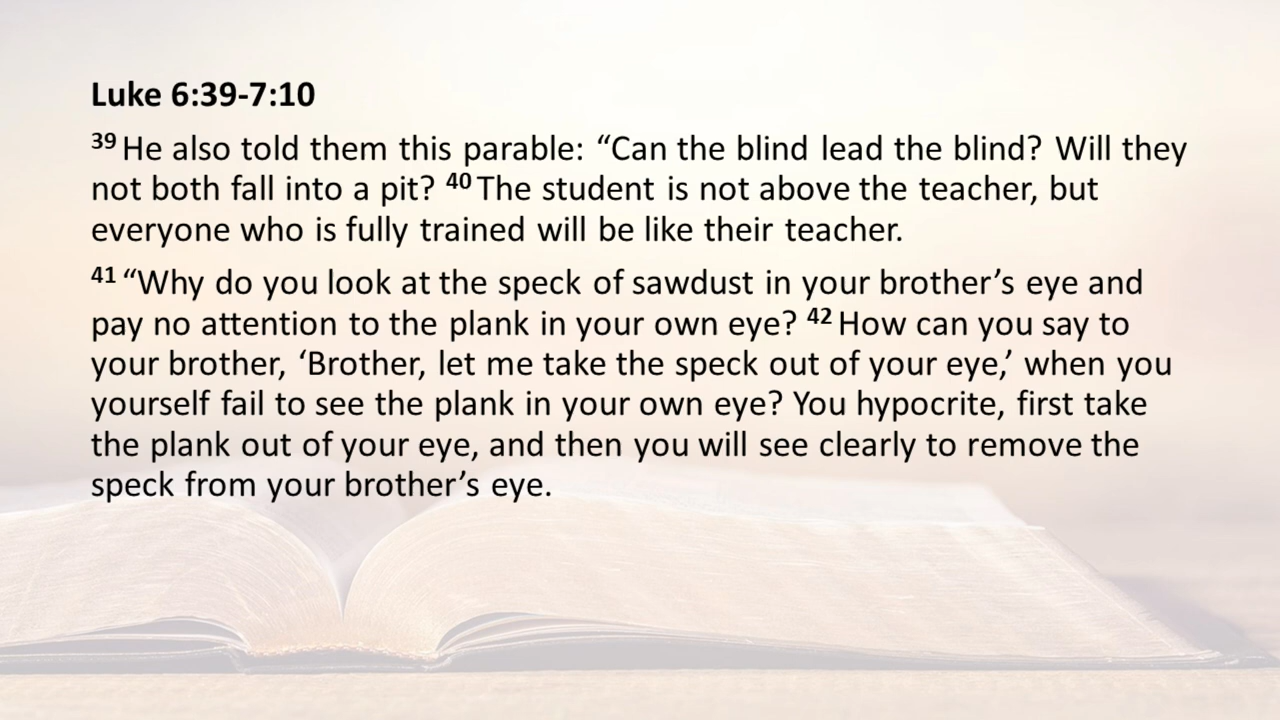 Luke 6:39-7:10
39 He also told them this parable: “Can the blind lead the blind? Will they
not both fall into a pit? 40 The student is not above the teacher, but
everyone who is fully trained will be like their teacher.
41 “Why do you look at the speck of sawdust in your brother’s eye and
pay no attention to the plank in your own eye? 42 How can you say to
your brother, ‘Brother, let me take the speck out of your eye,’ when you
yourself fail to see the plank in your own eye? You hypocrite, first take
the plank out of your eye, and then you will see clearly to remove the
speck from your brother’s eye.